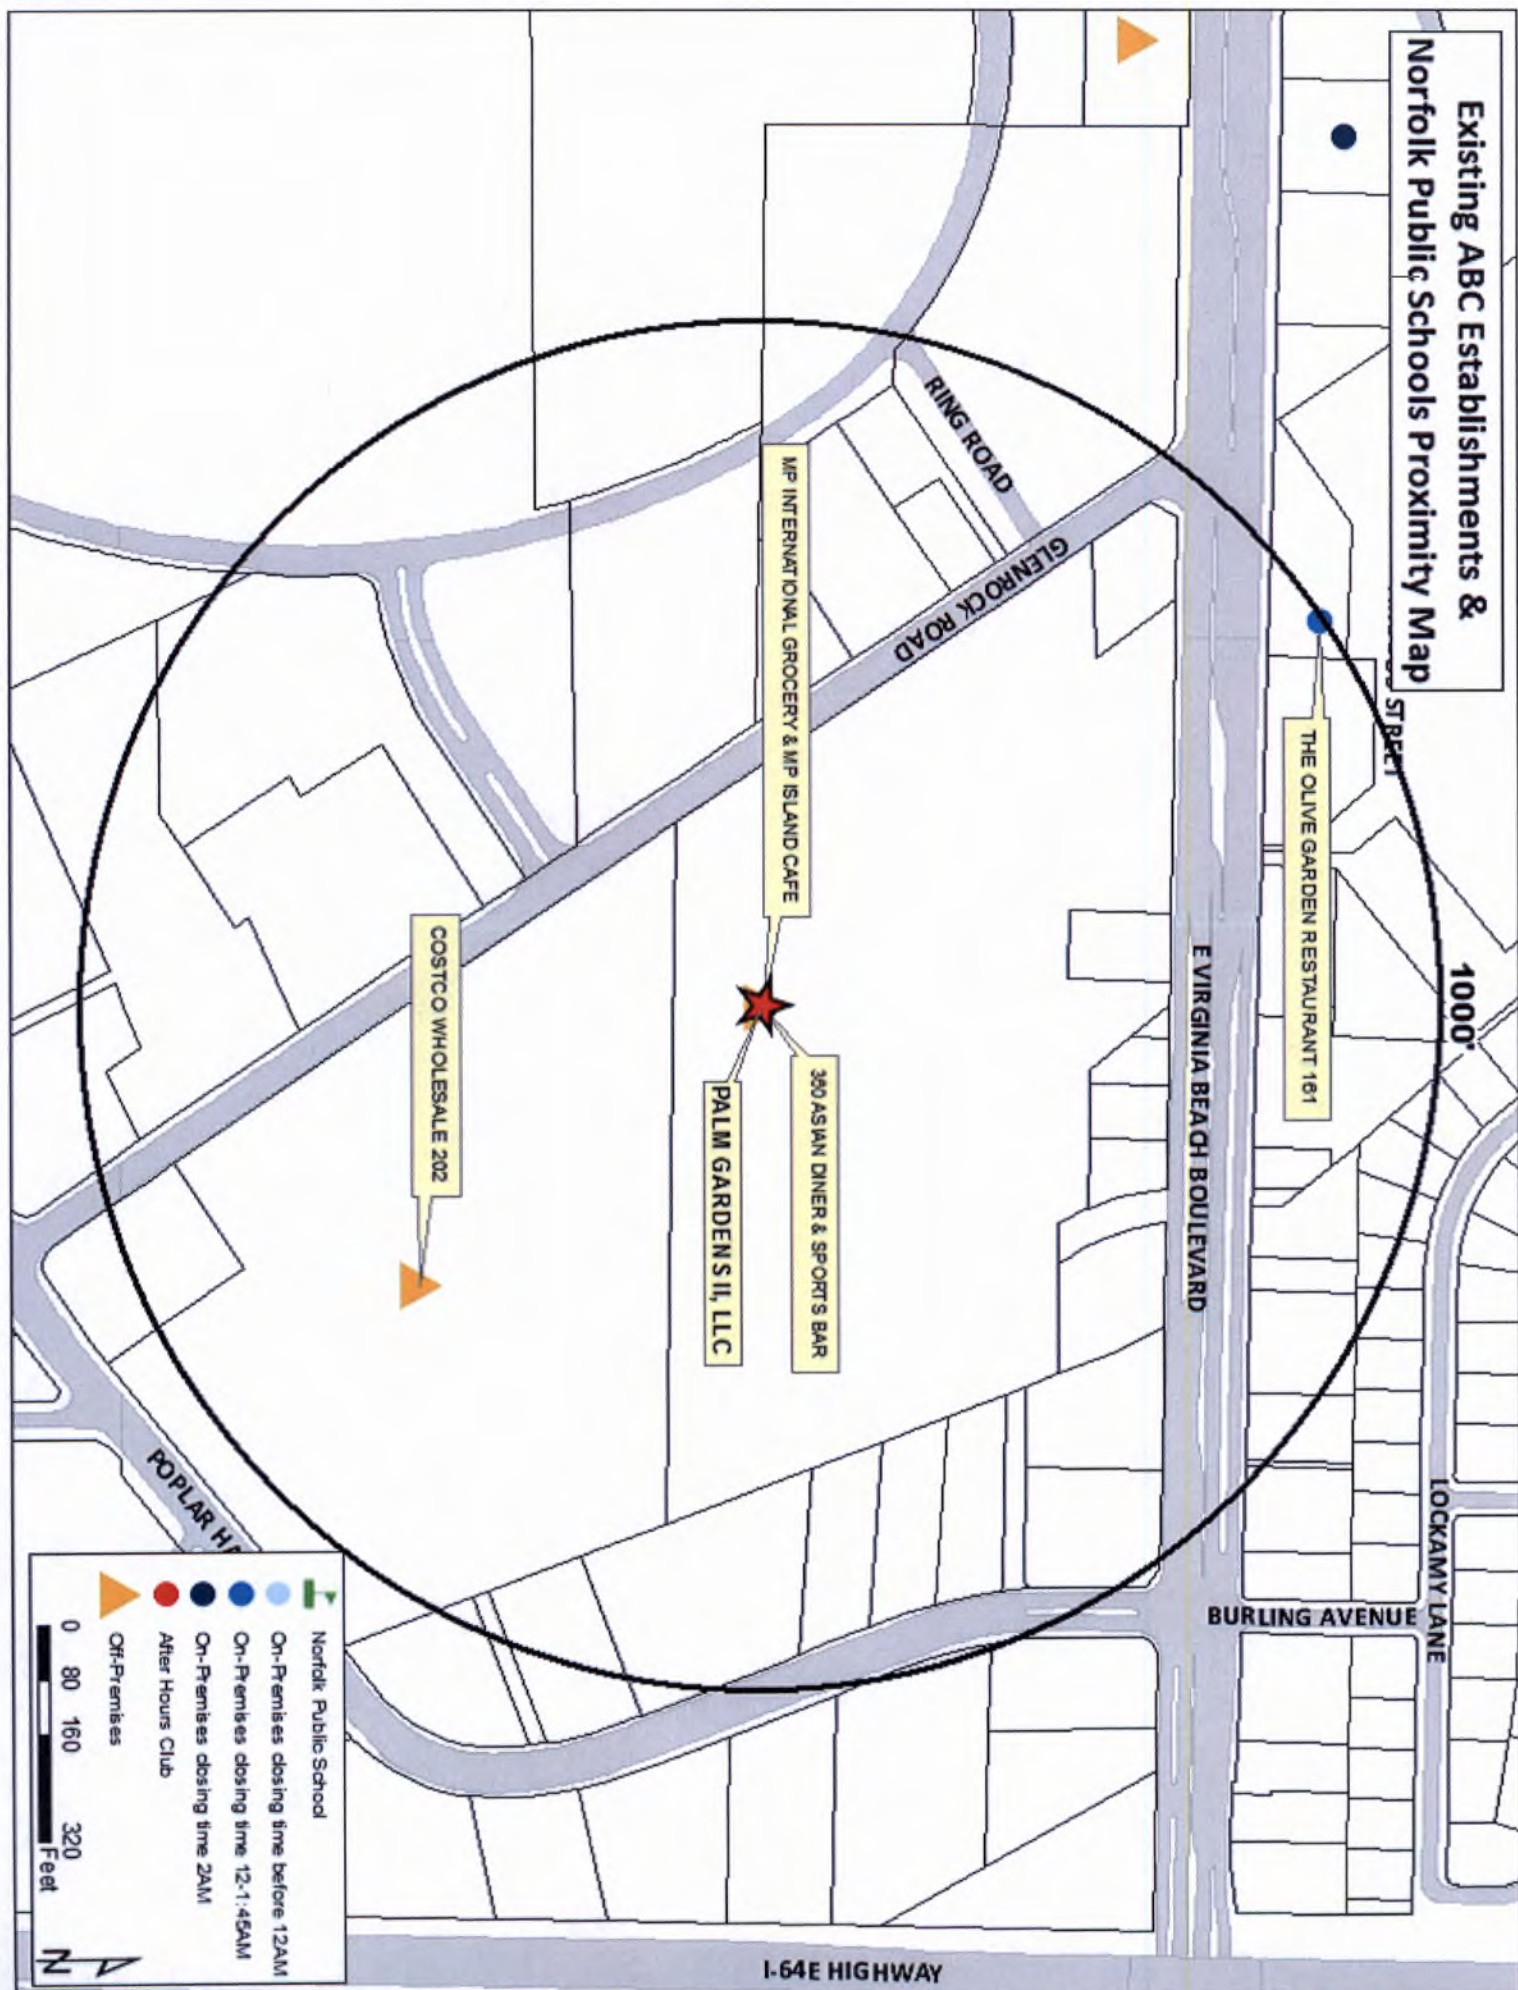 Existing ABC Establishments &
Norfolk Public Schools Proximity Map
STREET
1000'
THE OLIVE GARDEN RESTAURANT 161
LOCKAMY LANE
E VIRGINIA BEACH BOULEVARD
BURLING AVENUE
RING ROAD
GLENROCK ROAD
MP INTERNATIONAL GROCERY & MP ISLAND CAFE
360 ASIAN DINER & SPORTS BAR
PALM GARDENS II, LLC
COSTCO WHOLESALE 202
I-64E HIGHWAY
POPLAR HA
Norfolk Public School
On-Premises closing time before 12AM
On-Premises closing time 12-1:45AM
On-Premises closing time 2AM
After Hours Club
Off-Premises
0 80 160 320
Feet
N